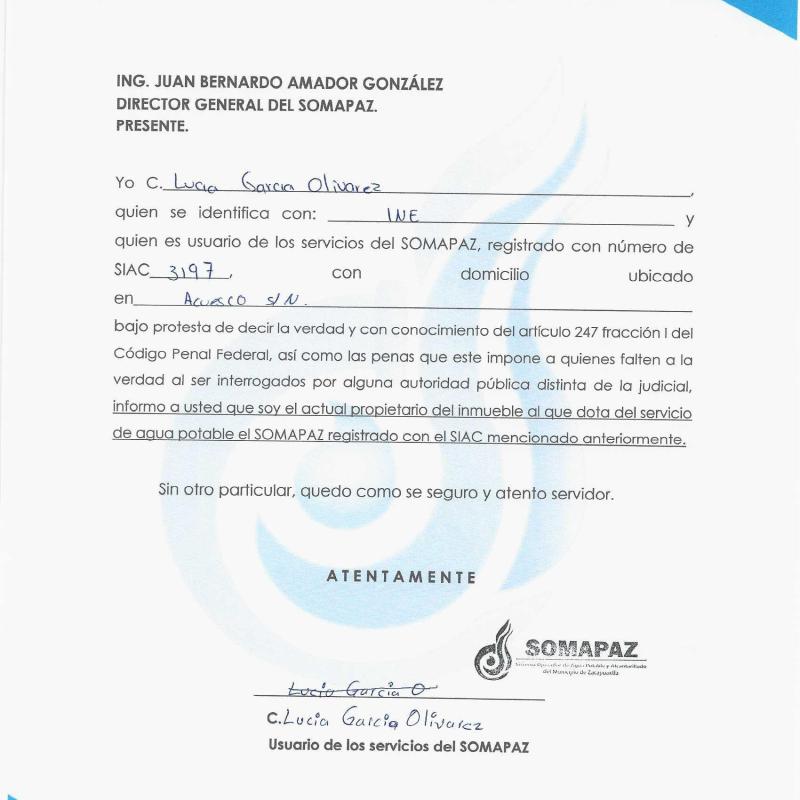 ING. JUAN BERNARDO AMADOR GONZÁLEZ
DIRECTOR GENERAL DEL SOMAPAZ.
PRESENTE.
Yo C. Lucia Garcia Olivarez,
quien se identifica con: INE y
quien es usuario de los servicios del SOMAPAZ, registrado con número de
SIAC 3197, con domicilio ubicado
en Acuaco S/N.
bajo protesta de decir la verdad y con conocimiento del artículo 247 fracción I del
Código Penal Federal, así como las penas que este impone a quienes falten a la
verdad al ser interrogados por alguna autoridad pública distinta de la judicial,
informo a usted que soy el actual propietario del inmueble al que dota del servicio
de agua potable el SOMAPAZ registrado con el SIAC mencionado anteriormente.
Sin otro particular, quedo como se seguro y atento servidor.
ATENTAMENTE
SOMAPAZ
Sistema Operador de Agua Potable y Alcantarillado
del Municipio de Zacapoaxtla
Lucia Garcia O
C. Lucia Garcia Olivarez
Usuario de los servicios del SOMAPAZ